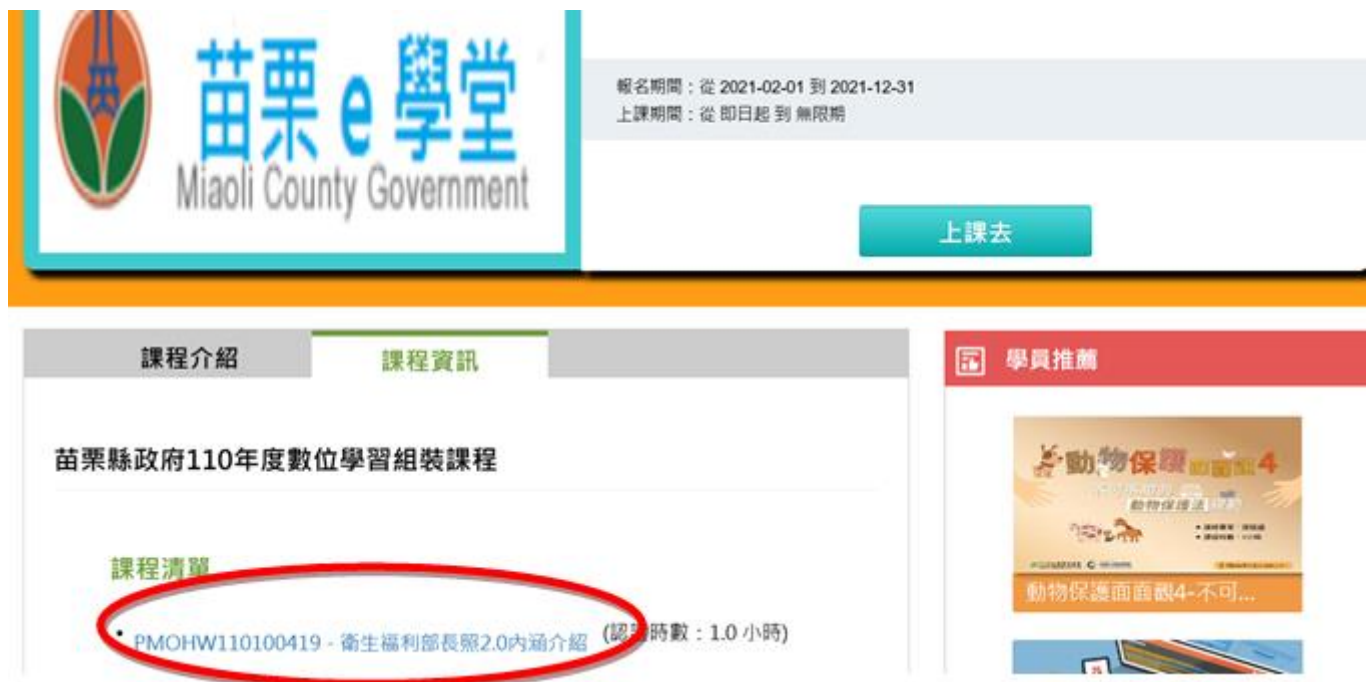 苗栗 e 學堂
Miaoli County Government
報名期間：從 2021-02-01 到 2021-12-31
上課期間：從 即日起 到 無限期
上課去
課程介紹
課程資訊
苗栗縣政府110年度數位學習組裝課程
課程清單
PMOHW110100419 - 衛生福利部長照2.0內涵介紹 (認證時數：1.0 小時)
學員推薦
動物保護面面觀4
動物保護法
動物保護面面觀4-不可...